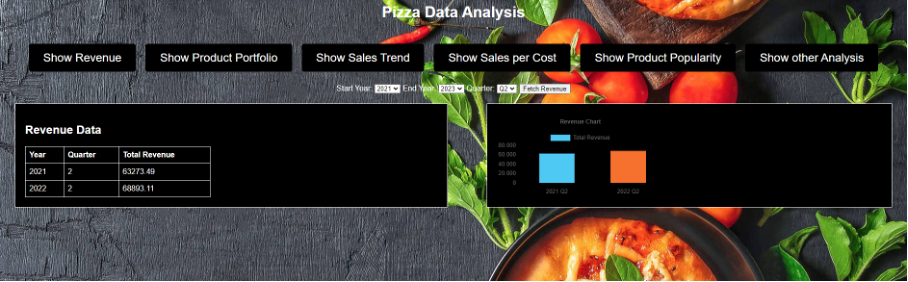 Pizza Data Analysis
Show Revenue Show Product Portfolio Show Sales Trend Show Sales per Cost Show Product Popularity Show other Analysis
Start Year: 2021 End Year: 2023 Quarter: Q2 Fetch Revenue
Revenue Data
Year Quarter Total Revenue
2021 2 63273.49
2022 2 68893.11
Revenue Chart
Total Revenue
80.000
60.000
40.000
20.000
0
2021 Q2 2022 Q2